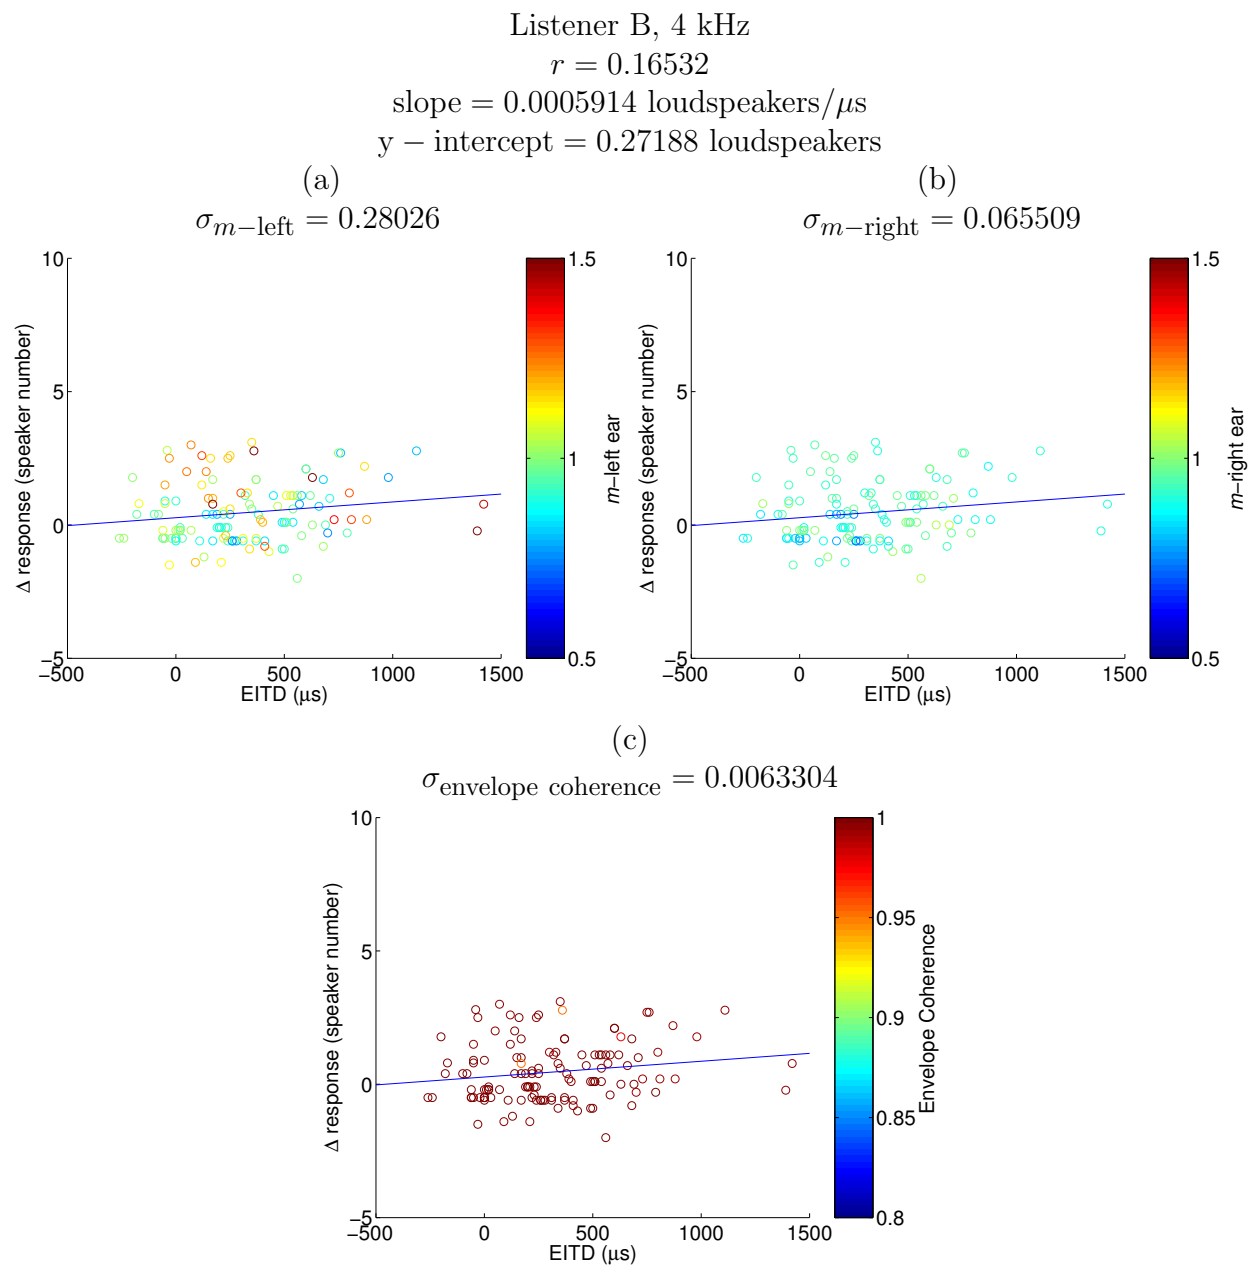 Listener B, 4 kHz
r = 0.16532
slope = 0.0005914 loudspeakers/μs
y − intercept = 0.27188 loudspeakers
(a)
σm−left = 0.28026
10
5
0
−5
−500
0
500
1000
1500
EITD (μs)
Δ response (speaker number)
1.5
1
0.5
m−left ear
(b)
σm−right = 0.065509
10
5
0
−5
−500
0
500
1000
1500
EITD (μs)
Δ response (speaker number)
1.5
1
0.5
m−right ear
(c)
σenvelope coherence = 0.0063304
10
5
0
−5
−500
0
500
1000
1500
EITD (μs)
Δ response (speaker number)
1
0.95
0.9
0.85
0.8
Envelope Coherence